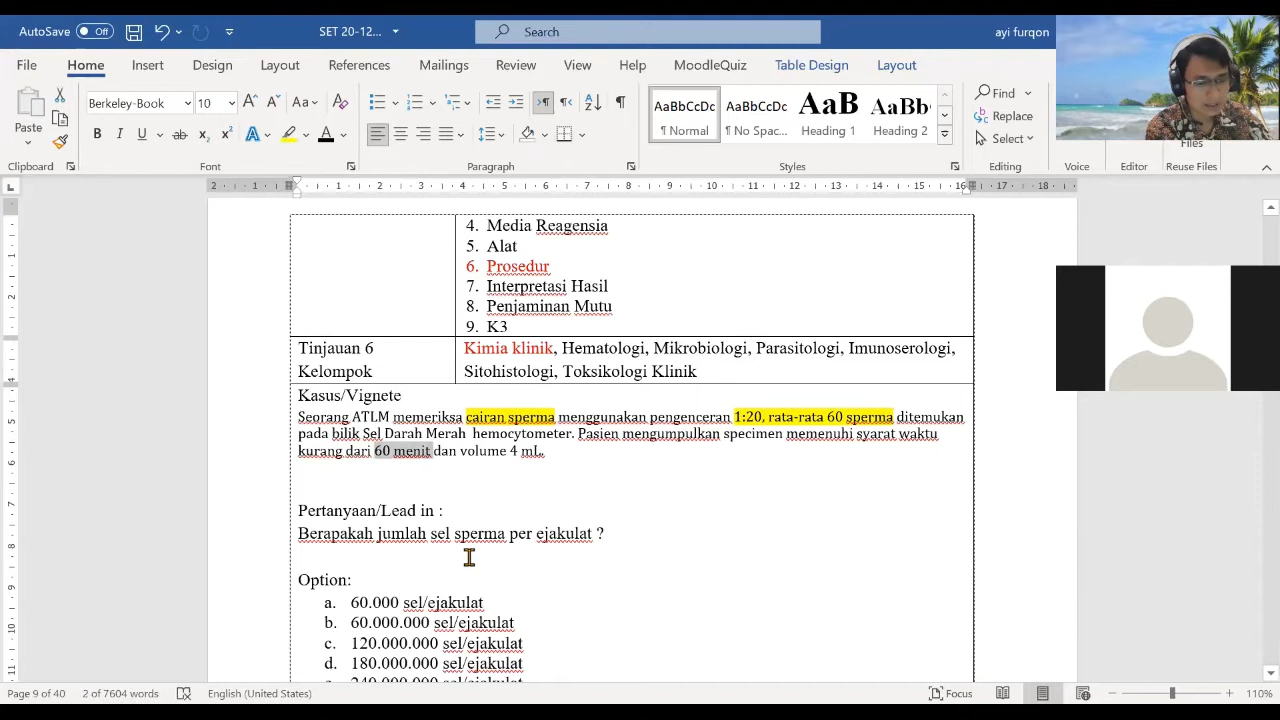 AutoSave Off SET 20-12... Search ayi furqon
File Home Insert Design Layout References Mailings Review View Help MoodleQuiz Table Design Layout
Paste Berkeley-Book 10 Aa AaBbCcDc AaBbCcDc AaB AaBb( Find
¶ Normal ¶ No Spac... Heading 1 Heading 2 Replace
Select Files
Clipboard Font Paragraph Styles Editing Voice Editor Reuse Files
4. Media Reagensia
5. Alat
6. Prosedur
7. Interpretasi Hasil
8. Penjaminan Mutu
9. K3
Tinjauan 6 Kimia klinik, Hematologi, Mikrobiologi, Parasitologi, Imunoserologi,
Kelompok Sitohistologi, Toksikologi Klinik
Kasus/Vignete
Seorang ATLM memeriksa cairan sperma menggunakan pengenceran 1:20, rata-rata 60 sperma ditemukan
pada bilik Sel Darah Merah hemocytometer. Pasien mengumpulkan specimen memenuhi syarat waktu
kurang dari 60 menit dan volume 4 mL.
Pertanyaan/Lead in :
Berapakah jumlah sel sperma per ejakulat ?
Option:
a. 60.000 sel/ejakulat
b. 60.000.000 sel/ejakulat
c. 120.000.000 sel/ejakulat
d. 180.000.000 sel/ejakulat
Page 9 of 40 2 of 7604 words English (United States) Focus 110%